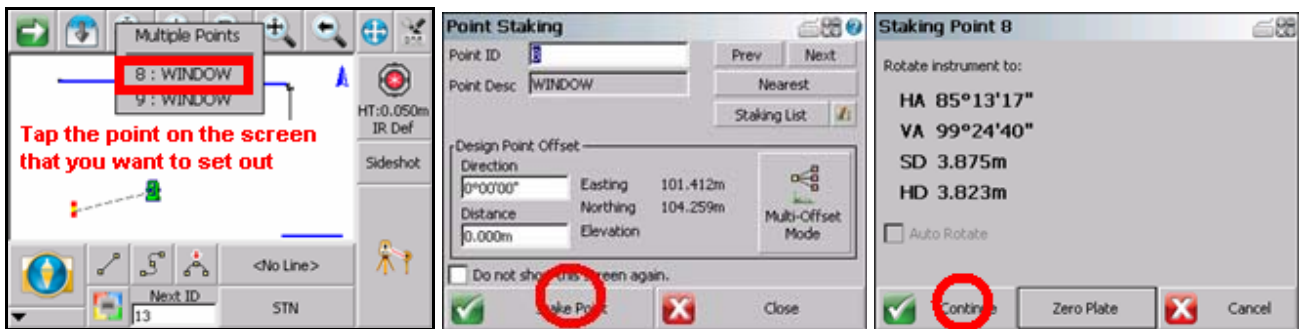 Multiple Points
8 : WINDOW
9 : WINDOW
Tap the point on the screen
that you want to set out
HT:0.050m
IR Def
Sideshot
<No Line>
Next ID
13
STN
Point Staking
Point ID 8
Prev Next
Point Desc WINDOW
Nearest
Staking List
Design Point Offset
Direction
0°00'00"
Easting 101.412m
Northing 104.259m
Distance
0.000m
Elevation
Multi-Offset
Mode
Do not show this screen again.
Stake Point
Close
Staking Point 8
Rotate instrument to:
HA 85°13'17"
VA 99°24'40"
SD 3.875m
HD 3.823m
Auto Rotate
Continue
Zero Plate
Cancel